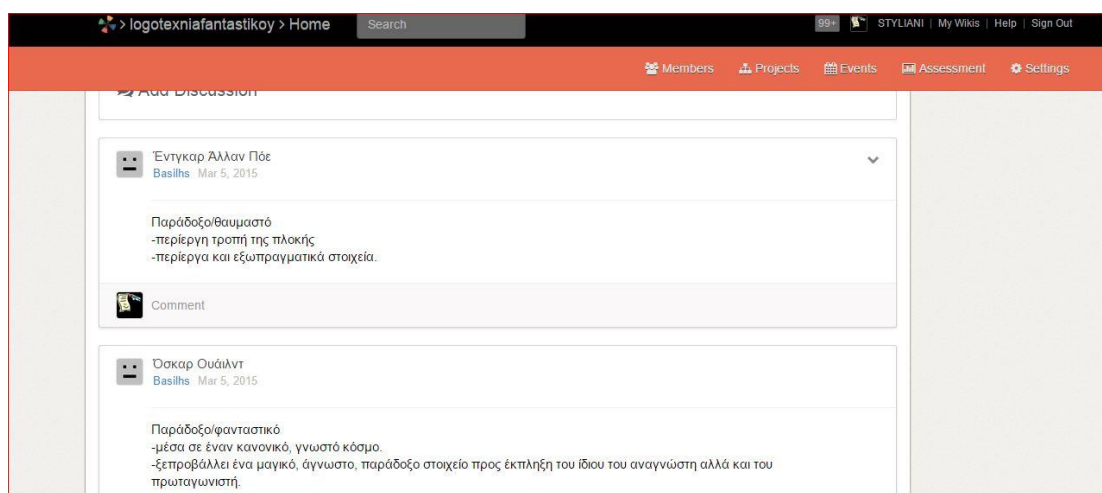 > logotexniafantastikoy > Home
Search
99+ STYLIANI | My Wikis | Help | Sign Out
Members Projects Events Assessment Settings
Add Discussion
Έντγκαρ Άλλαν Πόε
Basilhs Mar 5, 2015
Παράδοξο/θαυμαστό
-περίεργη τροπή της πλοκής
-περίεργα και εξωπραγματικά στοιχεία.
Comment
Όσκαρ Ουάιλντ
Basilhs Mar 5, 2015
Παράδοξο/φανταστικό
-μέσα σε έναν κανονικό, γνωστό κόσμο.
-ξεπροβάλλει ένα μαγικό, άγνωστο, παράδοξο στοιχείο προς έκπληξη του ίδιου του αναγνώστη αλλά και του
πρωταγωνιστή.